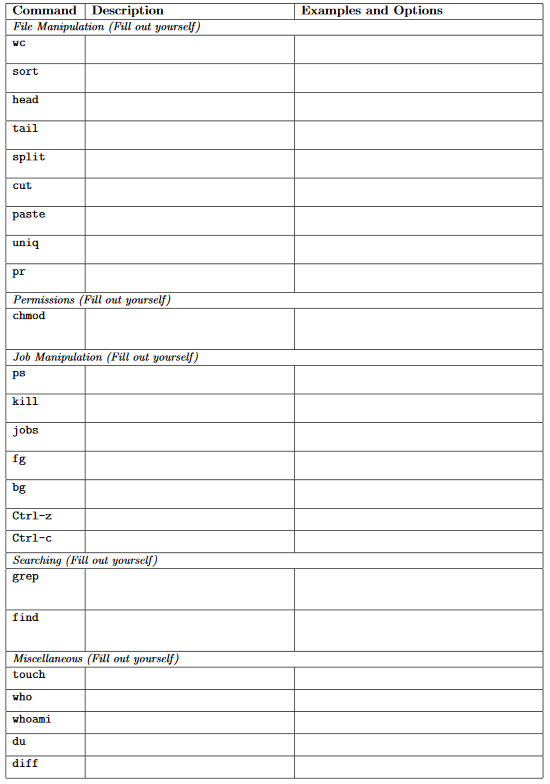 Command Description Examples and Options
File Manipulation (Fill out yourself)
wc
sort
head
tail
split
cut
paste
uniq
pr
Permissions (Fill out yourself)
chmod
Job Manipulation (Fill out yourself)
ps
kill
jobs
fg
bg
Ctrl-z
Ctrl-c
Searching (Fill out yourself)
grep
find
Miscellaneous (Fill out yourself)
touch
who
whoami
du
diff